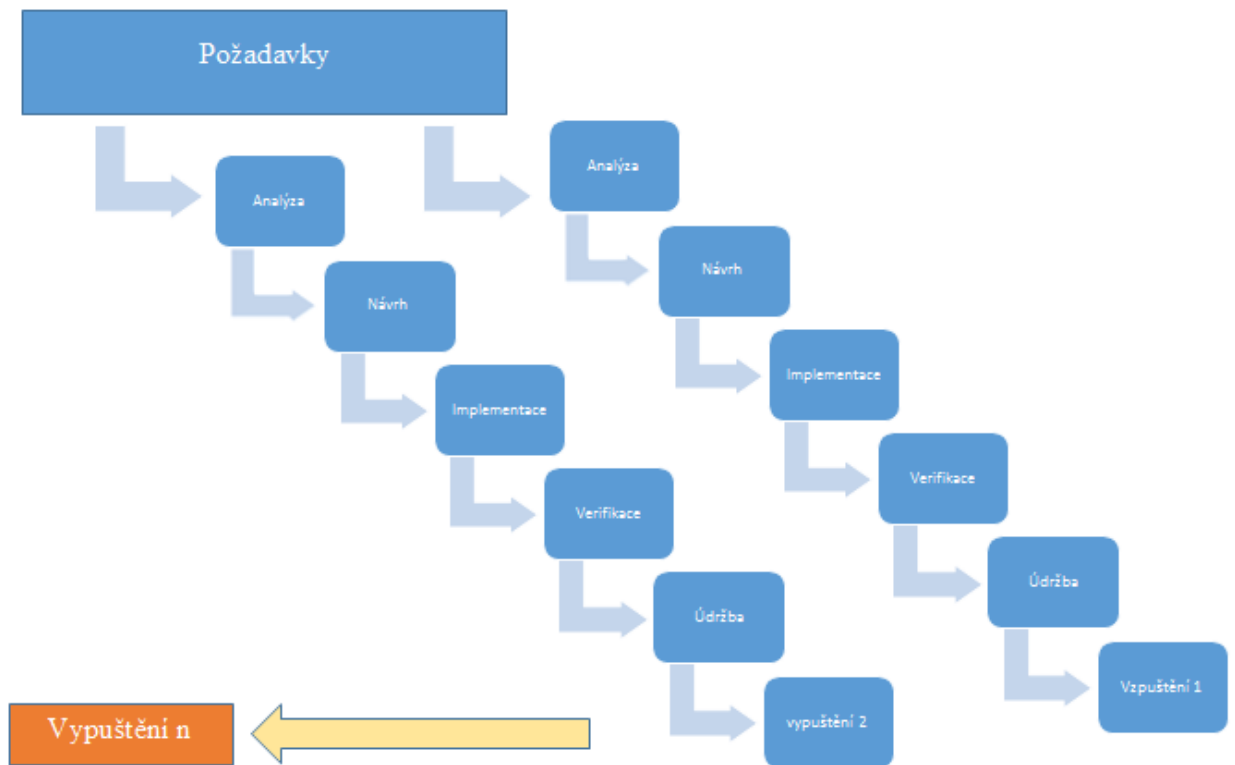 Požadavky
Analýza
Návrh
Implementace
Verifikace
Údržba
vypuštění 2
Analýza
Návrh
Implementace
Verifikace
Údržba
Vzpuštění 1
Vypuštění n